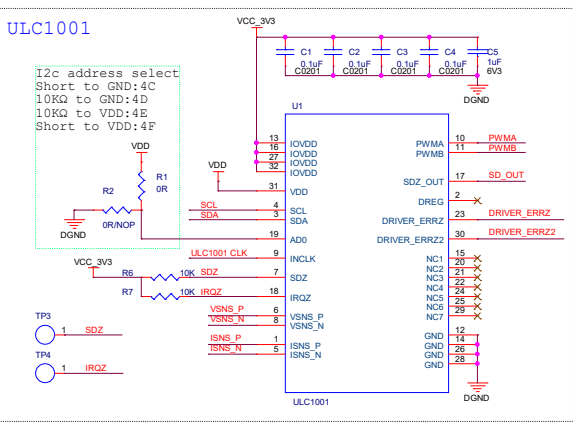 ULC1001
VCC_3V3
C1
0.1uF
C0201
C2
0.1uF
C0201
C3
0.1uF
C0201
C4
0.1uF
C0201
C5
1uF
6V3
DGND
I2c address select
Short to GND:4C
10KΩ to GND:4D
10KΩ to VDD:4E
Short to VDD:4F
VDD
R1
0R
R2
0R/NOP
DGND
VDD
U1
13 IOVDD
16 IOVDD
27 IOVDD
32 IOVDD
31 VDD
SCL 4 SCL
SDA 3 SDA
19 AD0
ULC1001 CLK 9 INCLK
VCC_3V3
R6 10K SDZ 7 SDZ
R7 10K IRQZ 18 IRQZ
VSNS_P 6 VSNS_P
VSNS_N 8 VSNS_N
ISNS_P 1 ISNS_P
ISNS_N 5 ISNS_N
PWMA 10 PWMA
PWMB 11 PWMB
SDZ_OUT 17 SD_OUT
DREG 2
DRIVER_ERRZ 23 DRIVER_ERRZ
DRIVER_ERRZ2 30 DRIVER_ERRZ2
NC1 15
NC2 20
NC3 21
NC4 22
NC5 24
NC6 25
NC7 29
GND 12
GND 14
GND 26
GND 28
DGND
TP3
1 SDZ
TP4
1 IRQZ
ULC1001